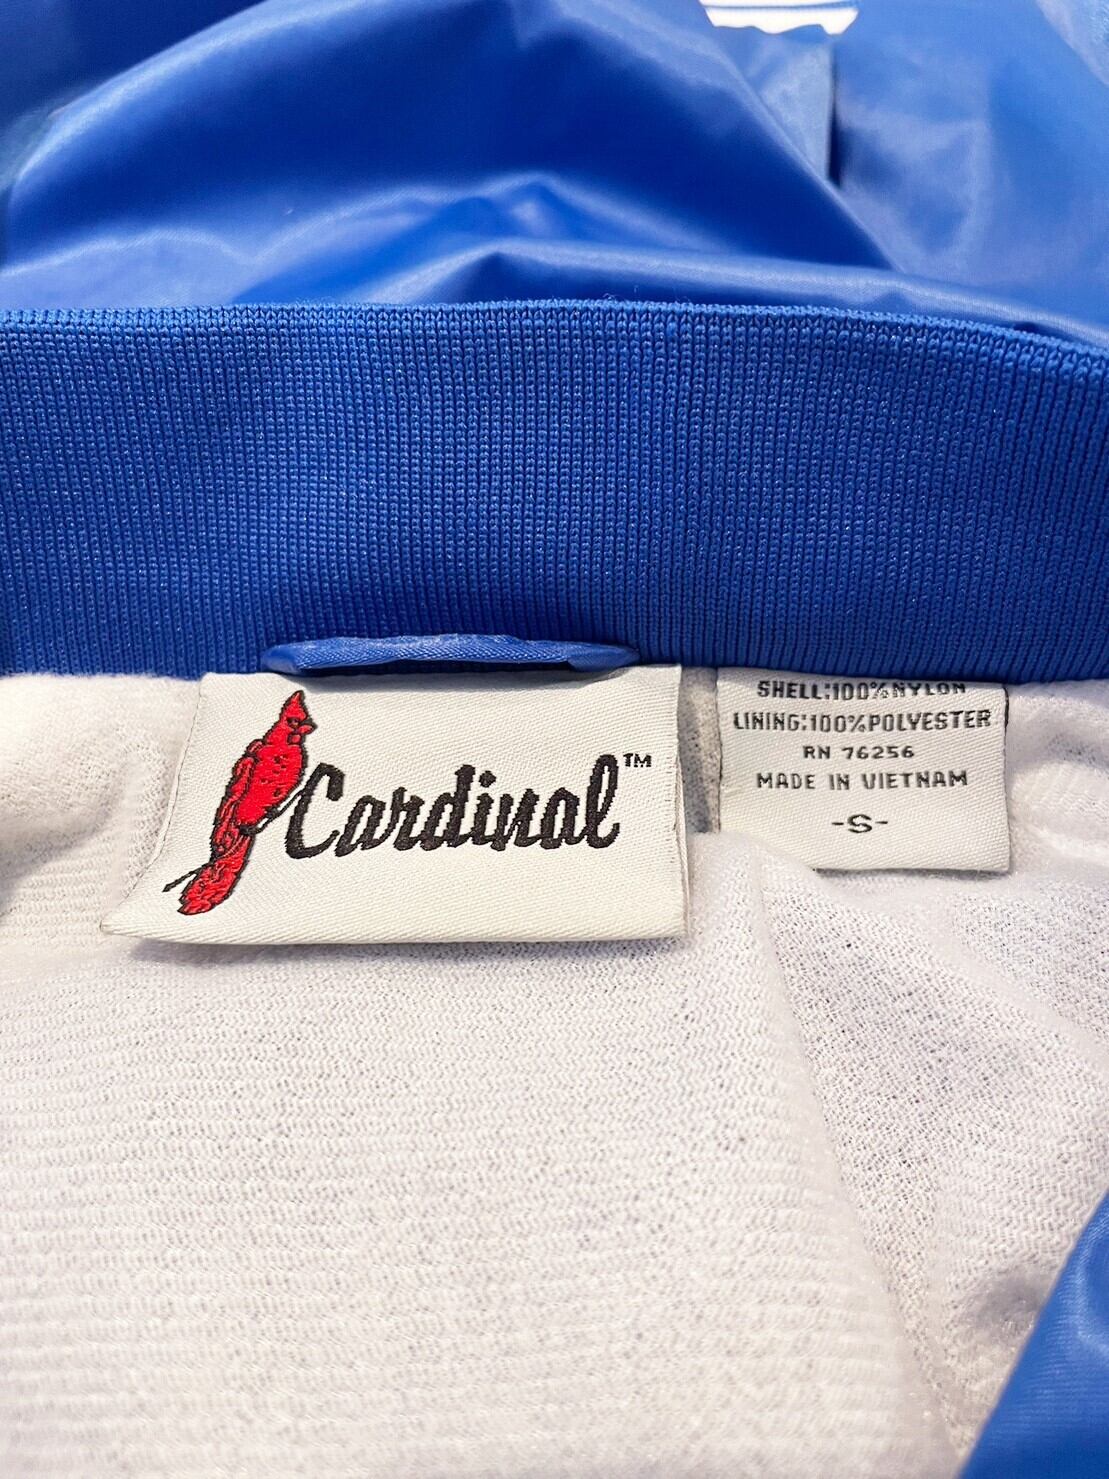 Cardinal™
SHELL:100%NYLON
LINING:100%POLYESTER
RN 76256
MADE IN VIETNAM
-S-